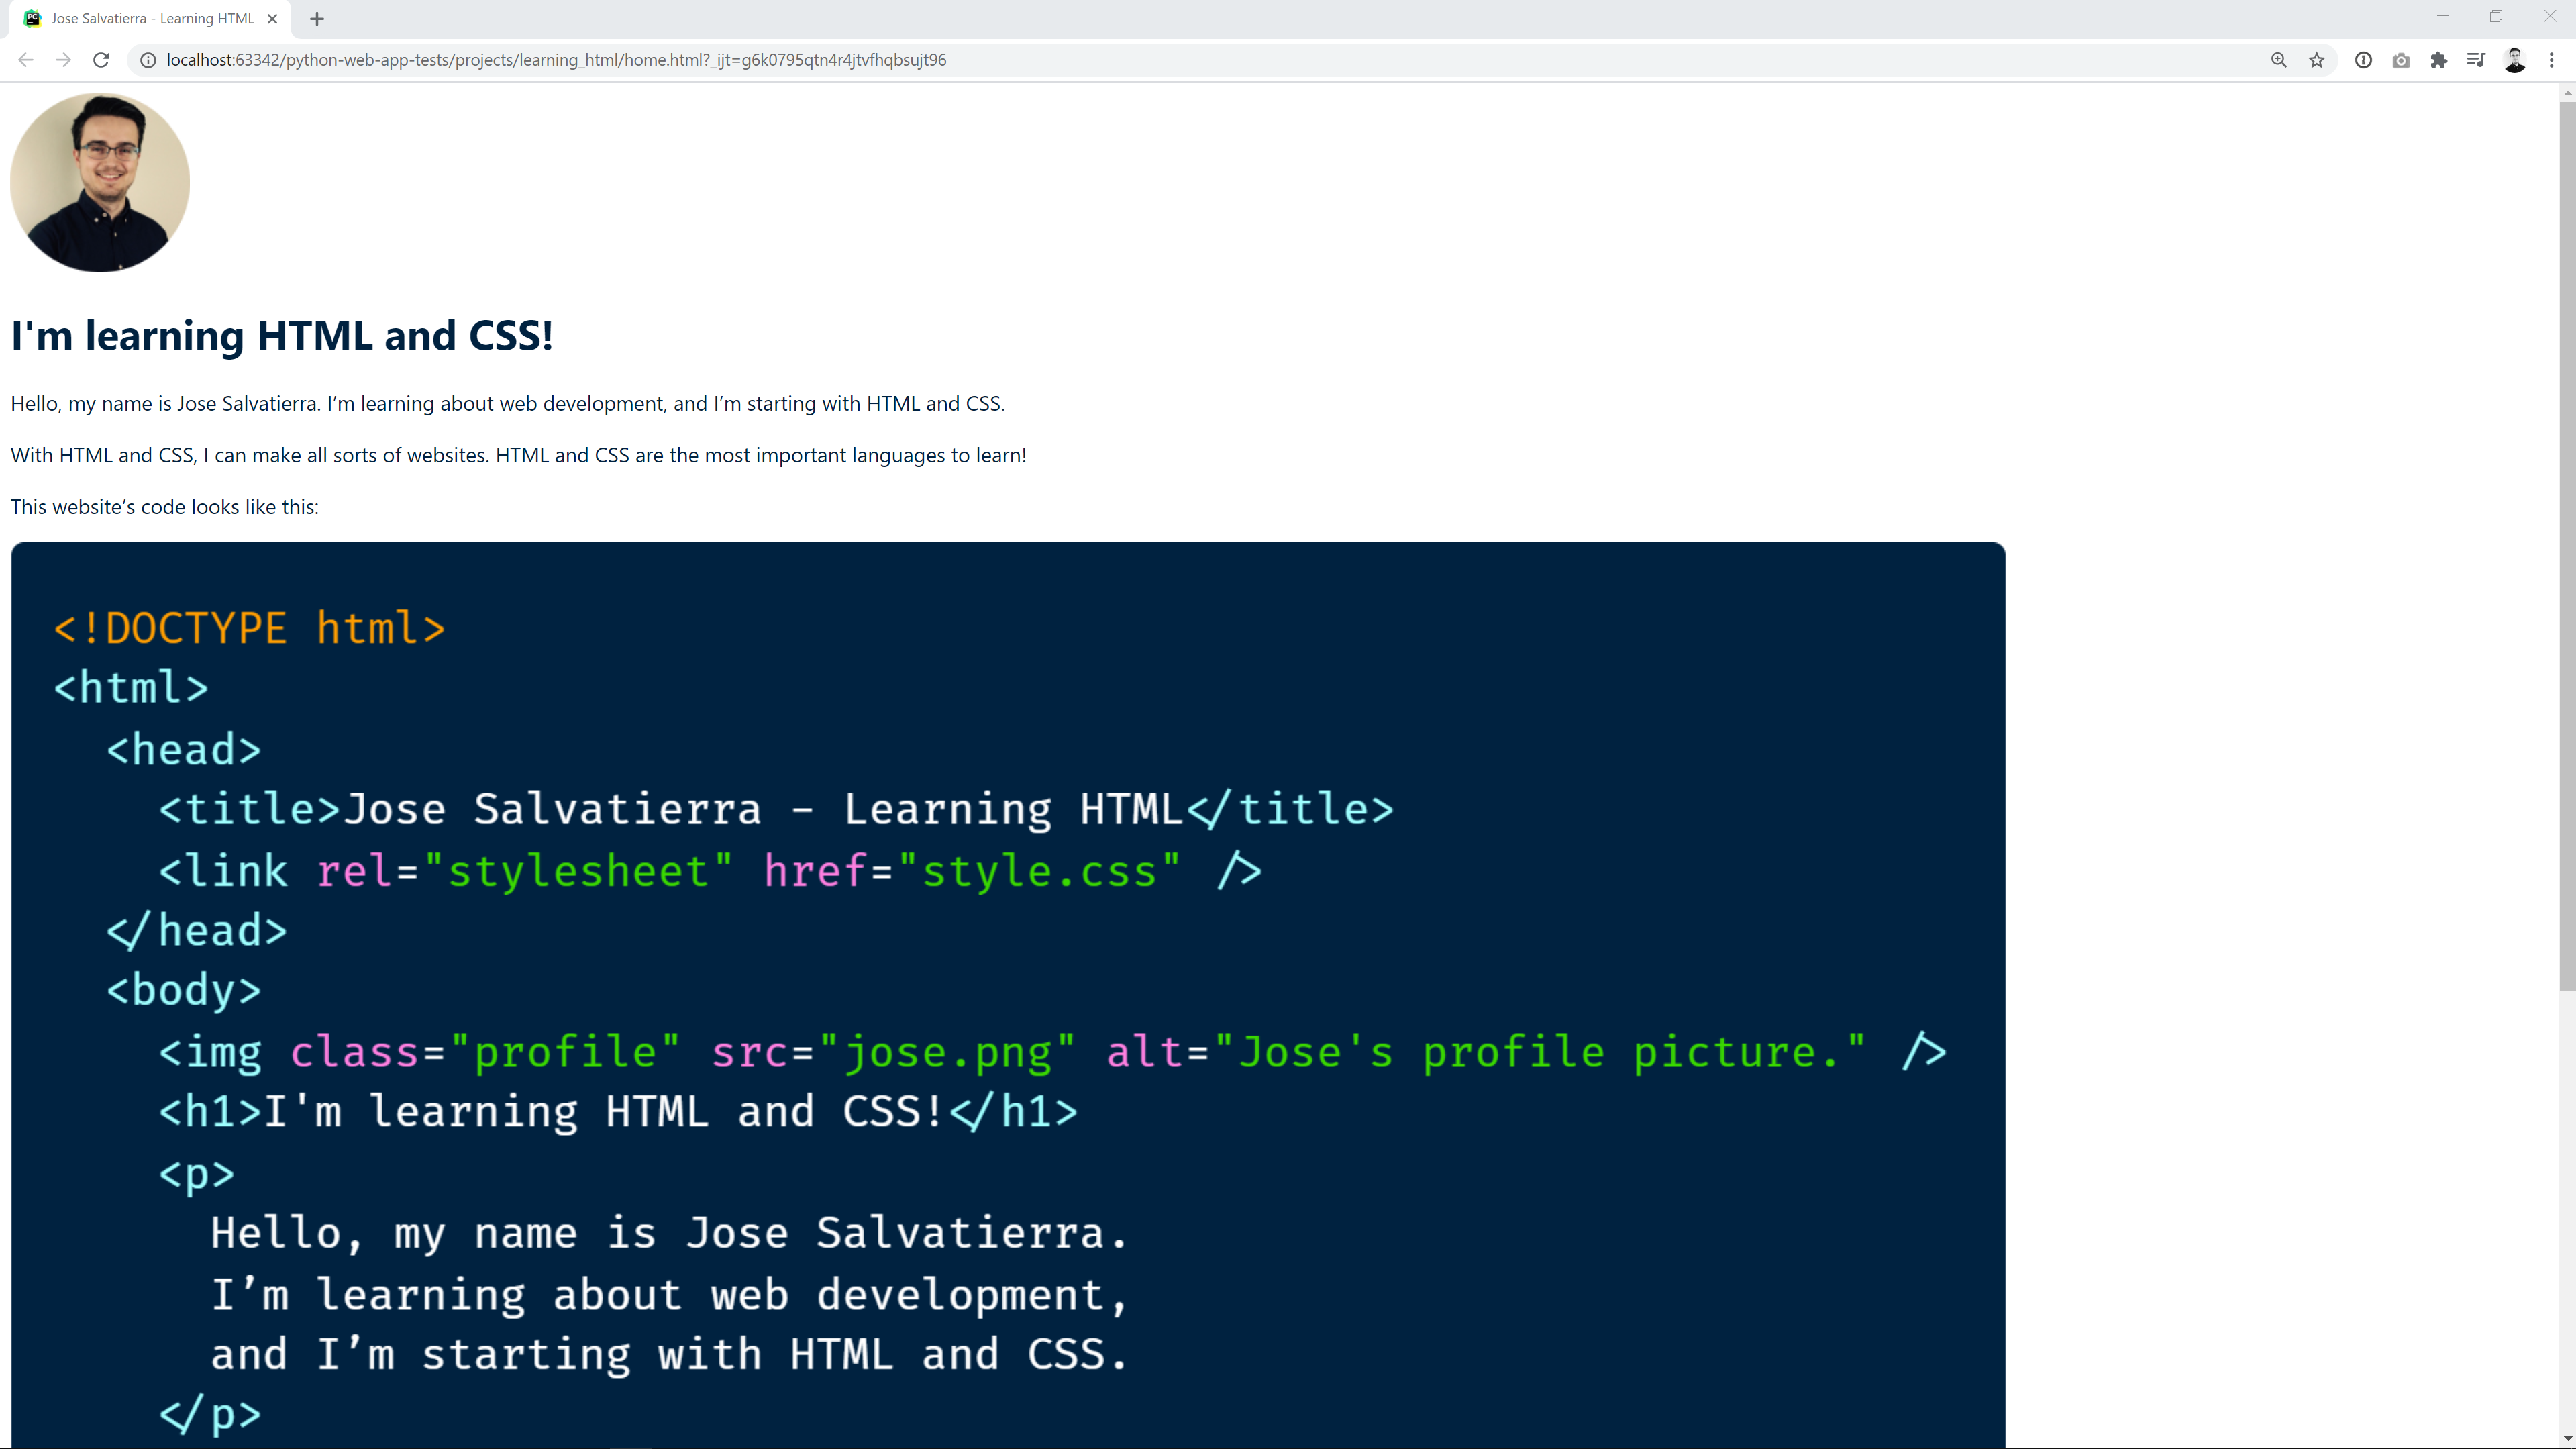 Jose Salvatierra - Learning HTML
localhost:63342/python-web-app-tests/projects/learning_html/home.html?_ijt=g6k0795qtn4r4jtvfhqbsujt96
I'm learning HTML and CSS!
Hello, my name is Jose Salvatierra. I’m learning about web development, and I’m starting with HTML and CSS.
With HTML and CSS, I can make all sorts of websites. HTML and CSS are the most important languages to learn!
This website’s code looks like this:
<!DOCTYPE html>
<html>
<head>
<title>Jose Salvatierra - Learning HTML</title>
<link rel="stylesheet" href="style.css" />
</head>
<body>
<img class="profile" src="jose.png" alt="Jose's profile picture." />
<h1>I'm learning HTML and CSS!</h1>
<p>
Hello, my name is Jose Salvatierra.
I’m learning about web development,
and I’m starting with HTML and CSS.
</p>